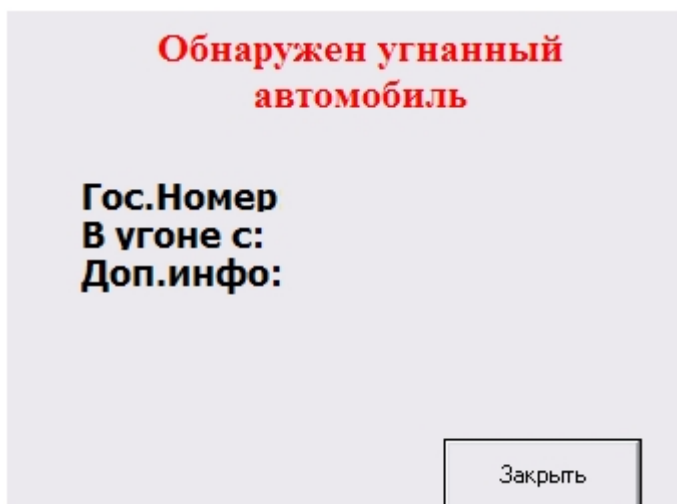 Обнаружен угнанный
автомобиль
Гос.Номер
В угоне с:
Доп.инфо:
Закрыть